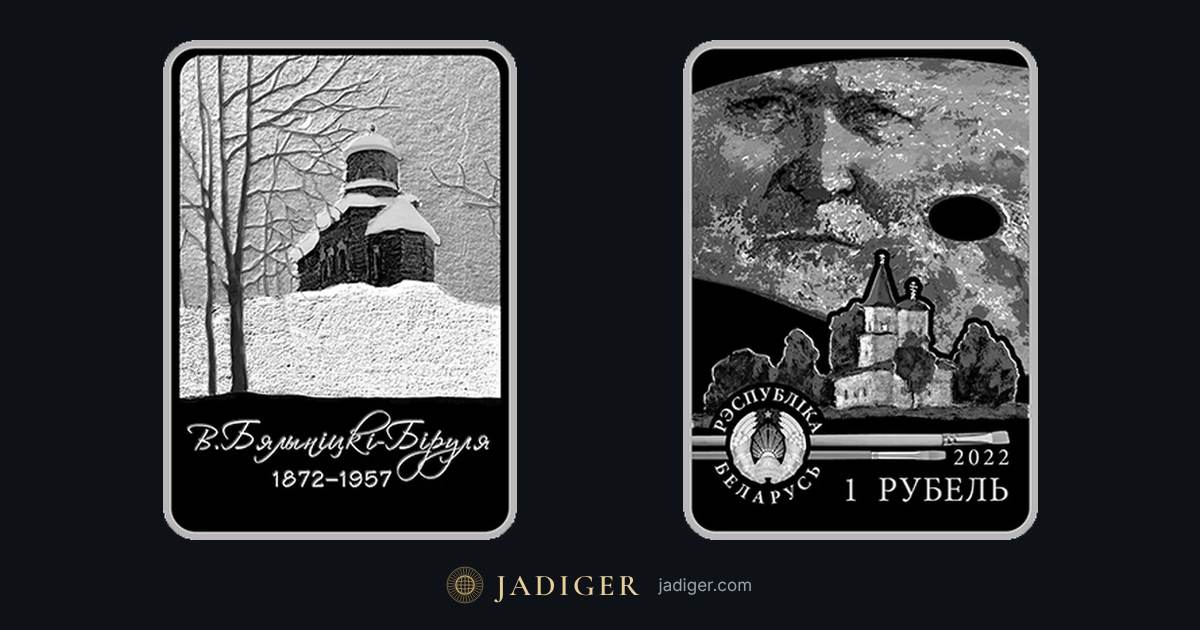 В.Бялыніцкі-Біруля
1872–1957
РЭСПУБЛІКА
БЕЛАРУСЬ
2022
1 РУБЕЛЬ
JADIGER jadiger.com